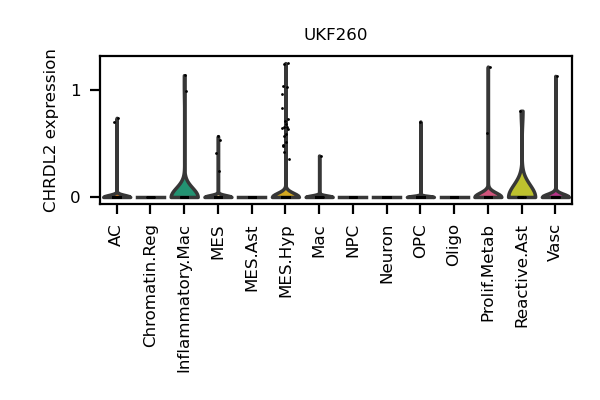 UKF260
CHRDL2 expression
1
0
AC
Chromatin.Reg
Inflammatory.Mac
MES
MES.Ast
MES.Hyp
Mac
NPC
Neuron
OPC
Oligo
Prolif.Metab
Reactive.Ast
Vasc